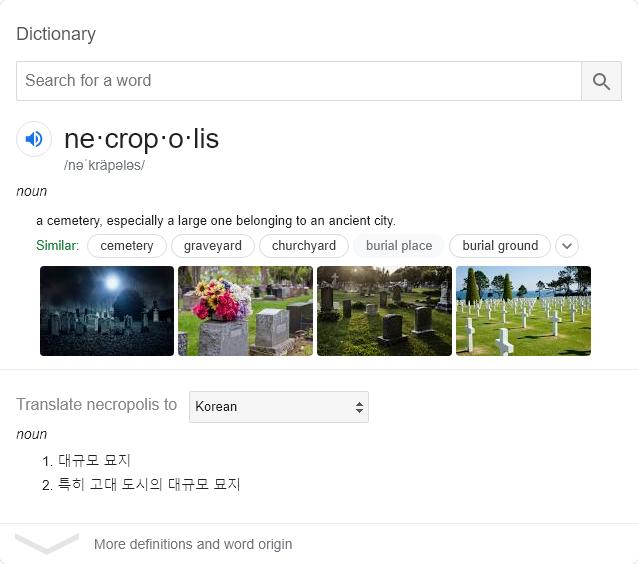 Dictionary
Search for a word
ne·crop·o·lis
/nəˈkräpələs/
noun
a cemetery, especially a large one belonging to an ancient city.
Similar: cemetery graveyard churchyard burial place burial ground
Translate necropolis to Korean
noun
1. 대규모 묘지
2. 특히 고대 도시의 대규모 묘지
More definitions and word origin